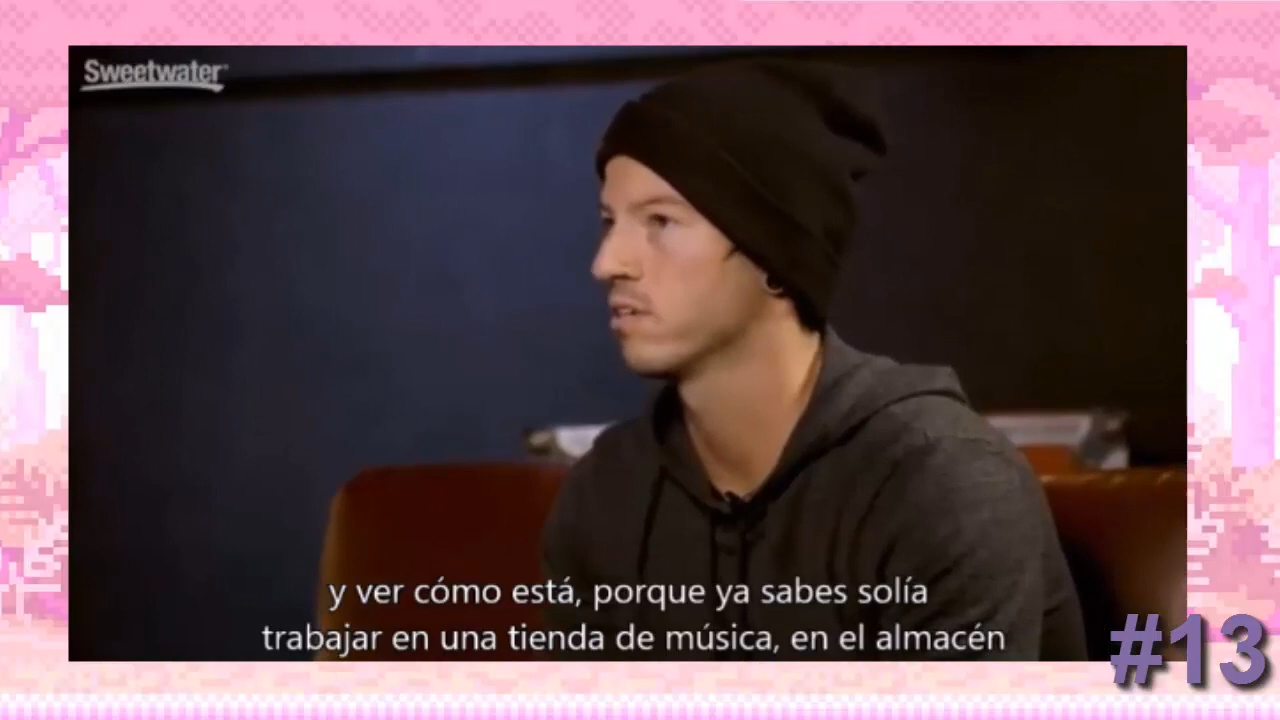 Sweetwater
y ver cómo está, porque ya sabes solía
trabajar en una tienda de música, en el almacén
#13